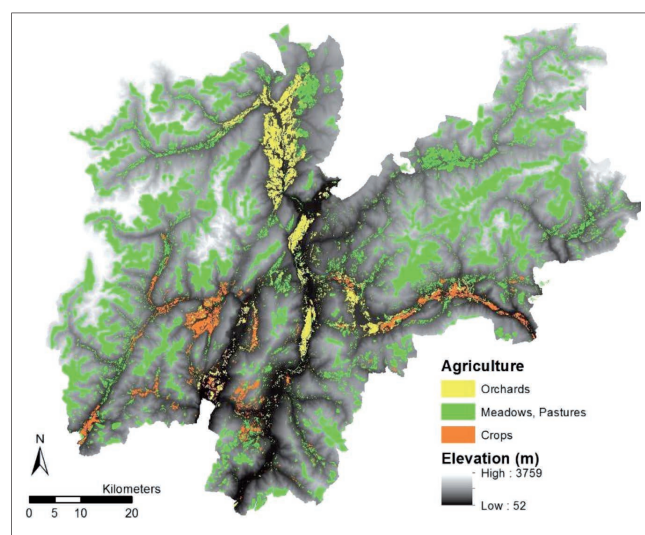 Agriculture
Orchards
Meadows, Pastures
Crops
Elevation (m)
High : 3759
Low : 52
N
Kilometers
0 5 10 20